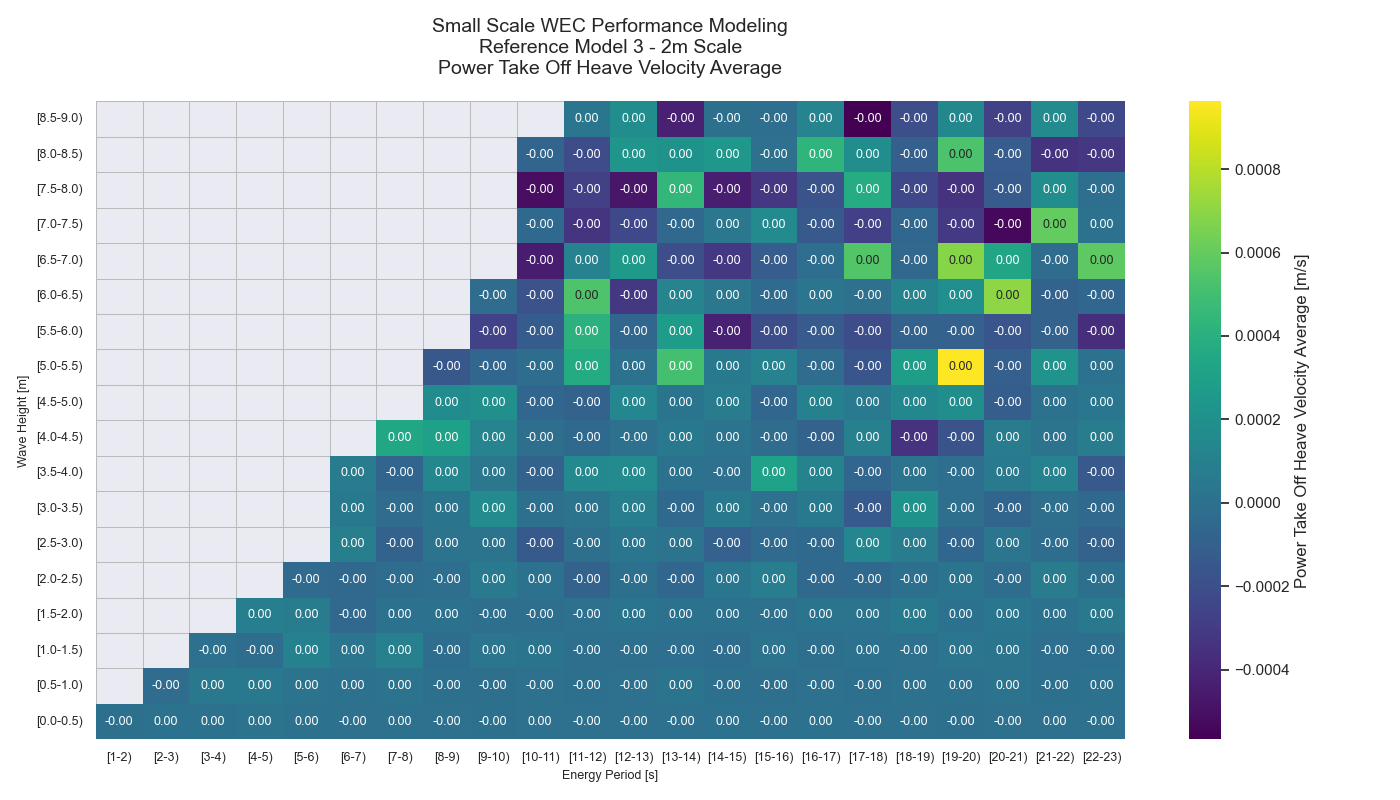 Small Scale WEC Performance Modeling
Reference Model 3 - 2m Scale
Power Take Off Heave Velocity Average
[8.5-9.0) 0.00 0.00 -0.00 -0.00 -0.00 0.00 -0.00 -0.00 0.00 -0.00 0.00 -0.00
[8.0-8.5) -0.00 -0.00 0.00 0.00 0.00 -0.00 0.00 0.00 -0.00 0.00 -0.00 -0.00 -0.00
[7.5-8.0) -0.00 -0.00 -0.00 0.00 -0.00 -0.00 -0.00 0.00 -0.00 -0.00 -0.00 0.00 -0.00
[7.0-7.5) -0.00 -0.00 -0.00 -0.00 0.00 0.00 -0.00 -0.00 -0.00 -0.00 -0.00 0.00 0.00
[6.5-7.0) -0.00 0.00 0.00 -0.00 -0.00 -0.00 -0.00 0.00 -0.00 0.00 0.00 -0.00 0.00
[6.0-6.5) -0.00 -0.00 0.00 -0.00 0.00 0.00 -0.00 -0.00 0.00 0.00 0.00 -0.00 -0.00
[5.5-6.0) -0.00 -0.00 0.00 -0.00 0.00 -0.00 -0.00 -0.00 -0.00 -0.00 -0.00 -0.00 -0.00 -0.00
[5.0-5.5) -0.00 -0.00 -0.00 0.00 0.00 0.00 0.00 0.00 -0.00 -0.00 0.00 0.00 -0.00 0.00 0.00
[4.5-5.0) 0.00 0.00 -0.00 -0.00 0.00 0.00 0.00 -0.00 0.00 0.00 0.00 0.00 -0.00 0.00 0.00
[4.0-4.5) 0.00 0.00 0.00 -0.00 -0.00 -0.00 0.00 0.00 -0.00 -0.00 0.00 -0.00 -0.00 0.00 0.00 0.00
[3.5-4.0) 0.00 -0.00 0.00 0.00 -0.00 0.00 0.00 -0.00 -0.00 0.00 0.00 -0.00 0.00 -0.00 0.00 0.00 -0.00
[3.0-3.5) 0.00 -0.00 0.00 0.00 0.00 -0.00 0.00 0.00 0.00 -0.00 0.00 -0.00 0.00 -0.00 -0.00 -0.00 -0.00
[2.5-3.0) 0.00 -0.00 0.00 0.00 -0.00 -0.00 0.00 0.00 -0.00 -0.00 -0.00 0.00 0.00 -0.00 0.00 -0.00 -0.00
[2.0-2.5) -0.00 -0.00 -0.00 -0.00 0.00 0.00 -0.00 -0.00 -0.00 0.00 0.00 -0.00 -0.00 -0.00 0.00 -0.00 0.00 0.00
[1.5-2.0) 0.00 0.00 -0.00 0.00 0.00 -0.00 -0.00 -0.00 -0.00 0.00 0.00 0.00 -0.00 -0.00 0.00 0.00 -0.00 0.00 0.00
[1.0-1.5) -0.00 -0.00 0.00 0.00 0.00 -0.00 0.00 0.00 -0.00 -0.00 -0.00 -0.00 0.00 -0.00 0.00 -0.00 0.00 0.00 -0.00 -0.00
[0.5-1.0) -0.00 0.00 0.00 0.00 0.00 0.00 0.00 -0.00 -0.00 -0.00 -0.00 0.00 -0.00 -0.00 -0.00 0.00 -0.00 0.00 0.00 -0.00 0.00
[0.0-0.5) -0.00 0.00 0.00 0.00 0.00 -0.00 0.00 -0.00 -0.00 0.00 -0.00 -0.00 -0.00 0.00 -0.00 0.00 -0.00 -0.00 -0.00 -0.00 0.00 -0.00
[1-2) [2-3) [3-4) [4-5) [5-6) [6-7) [7-8) [8-9) [9-10) [10-11) [11-12) [12-13) [13-14) [14-15) [15-16) [16-17) [17-18) [18-19) [19-20) [20-21) [21-22) [22-23)
Energy Period [s]
Wave Height [m]
0.0008
0.0006
0.0004
0.0002
0.0000
−0.0002
−0.0004
Power Take Off Heave Velocity Average [m/s]